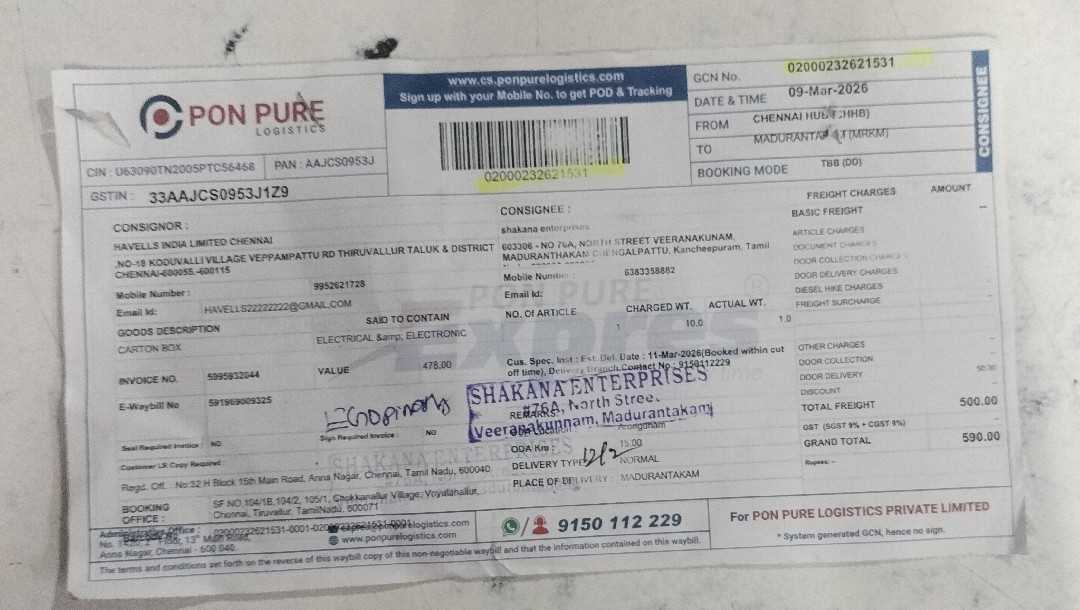 PON PURE
LOGISTICS
CIN : U63090TN2005PTC56468
PAN : AAJCS0953J
GSTIN : 33AAJCS0953J1Z9
www.cs.ponpurelogistics.com
Sign up with your Mobile No. to get POD & Tracking
02000232621531
GCN No. 02000232621531
DATE & TIME 09-Mar-2026
FROM CHENNAI HUB
TO (MRKM)
BOOKING MODE TBB (DD)
CONSIGNEE
CONSIGNOR :
HAVELLS INDIA LIMITED CHENNAI
,NO-18 KODUVALLI VILLAGE VEPPAMPATTU RD THIRUVALLUR TALUK & DISTRICT
CHENNAI-600055,-600115
Mobile Number : 9952621728
Email Id: HAVELLS22222222@GMAIL.COM
GOODS DESCRIPTION SAID TO CONTAIN
CARTON BOX ELECTRICAL &amp; ELECTRONIC
INVOICE NO. 5995932044 VALUE 478.00
E-Waybill No 591969009325
Seal Required Invoice : NO Sign Required Invoice : NO
Customer LR Copy Required :
CONSIGNEE :
shakana enterprises
603306 - NO 76A, NORTH STREET VEERANAKUNAM,
MADURANTHAKAM CHENGALPATTU, Kancheepuram, Tamil
Mobile Number : 6383358882
Email Id:
PON PURE
Expres
NO. OF ARTICLE CHARGED WT. ACTUAL WT.
1 10.0 1.0
Cus. Spec. Inst : Est. Del. Date : 11-Mar-2026(Booked within cut
off time), Delivery Branch Contact No : 9150112229
SHAKANA ENTERPRISES
#76A, North Street
Veeranakunnam, Madurantakam
REMARKS
ODA Location
ODA Km : 15.00
DELIVERY TYPE NORMAL
PLACE OF DELIVERY : MADURANTAKAM
FREIGHT CHARGES AMOUNT
BASIC FREIGHT --
ARTICLE CHARGES
DOCUMENT CHARGES
DOOR COLLECTION CHARGES
DOOR DELIVERY CHARGES
DIESEL HIKE CHARGES
FREIGHT SURCHARGE
OTHER CHARGES
DOOR COLLECTION
DOOR DELIVERY
DISCOUNT
TOTAL FREIGHT 500.00
GST (SGST 9% + CGST 9%)
GRAND TOTAL 590.00
Rupees: --
Regd. Off. : No:32 H Block 15th Main Road, Anna Nagar, Chennai, Tamil Nadu, 600040
BOOKING
OFFICE : SF NO.194/1B,194/2, 105/1, Chokkanallur Village, Voyulahallur,
Chennai, Tiruvallur, TamilNadu, 600071
Office :
Main Road,
Anna Nagar, Chennai - 600 040.
www.ponpurelogistics.com
9150 112 229
For PON PURE LOGISTICS PRIVATE LIMITED
* System generated GCN, hence no sign.
The terms and conditions set forth on the reverse of this waybill copy of this non-negotiable waybill and that the information contained on this waybill.